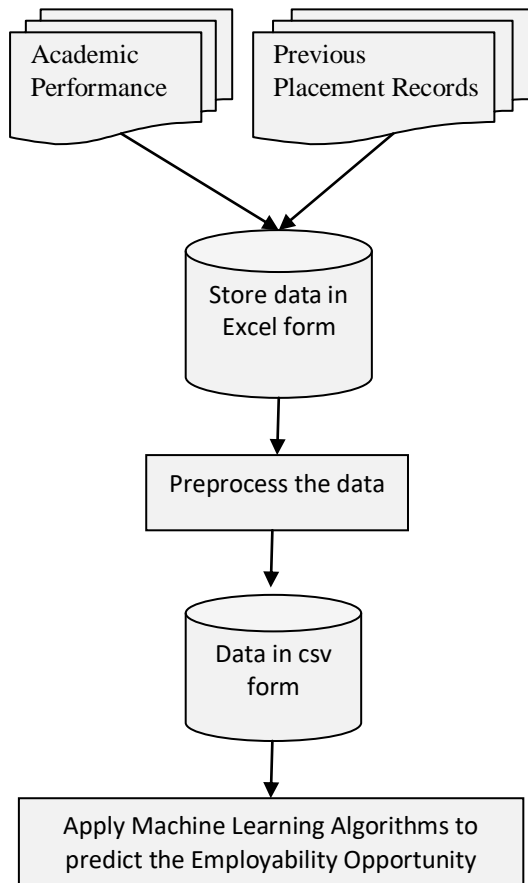 Academic
Performance
Previous
Placement Records
Store data in
Excel form
Preprocess the data
Data in csv
form
Apply Machine Learning Algorithms to
predict the Employability Opportunity